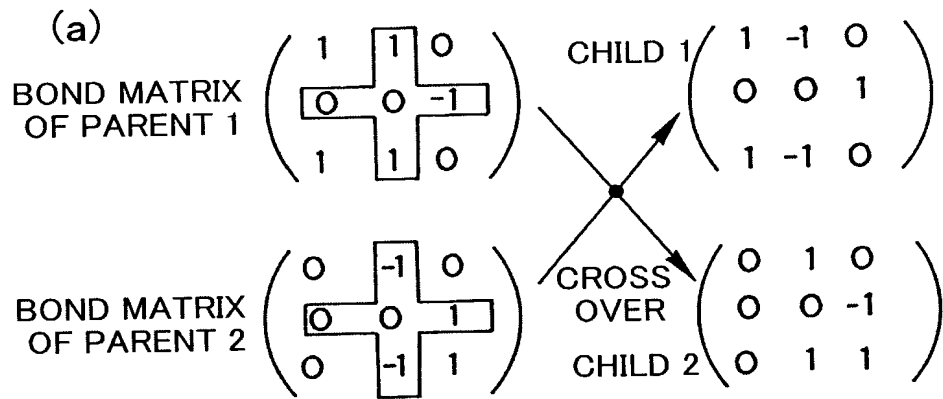 (a)
BOND MATRIX
OF PARENT 1
1 1 0
0 0 -1
1 1 0
CHILD 1
1 -1 0
0 0 1
1 -1 0
BOND MATRIX
OF PARENT 2
0 -1 0
0 0 1
0 -1 1
CROSS
OVER
CHILD 2
0 1 0
0 0 -1
0 1 1